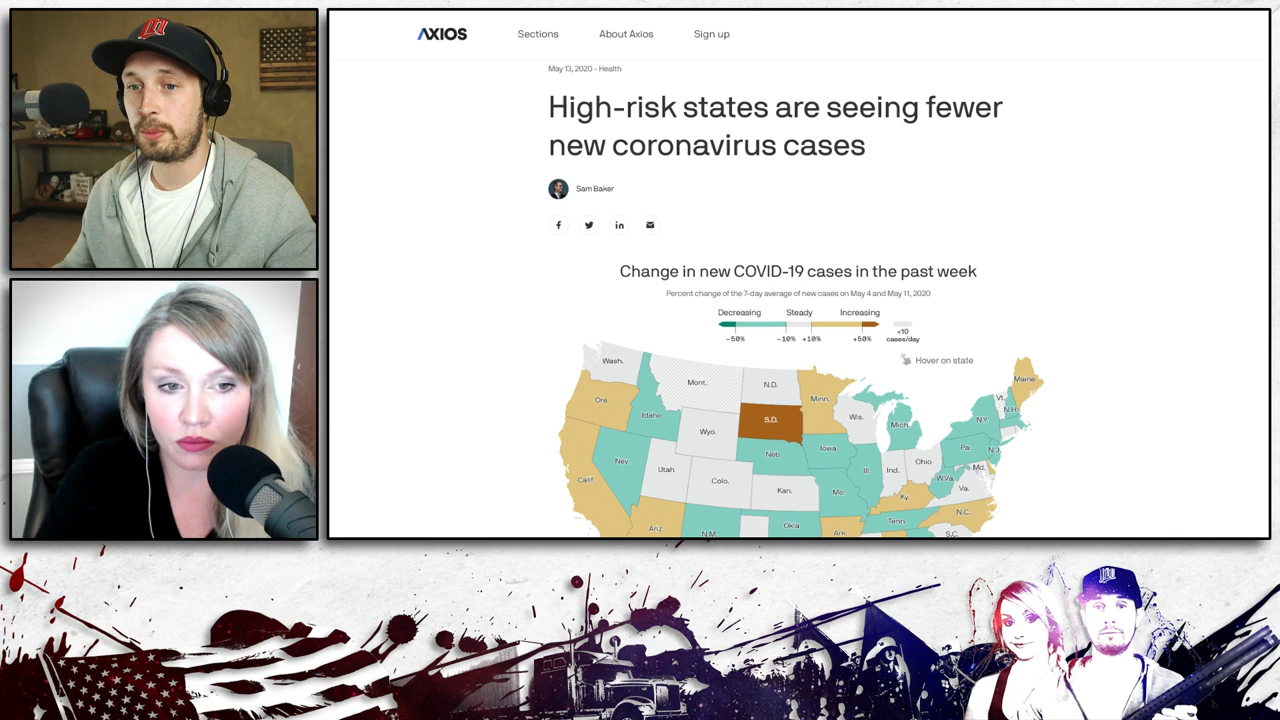 AXIOS
Sections
About Axios
Sign up
May 13, 2020 - Health
High-risk states are seeing fewer
new coronavirus cases
Sam Baker
Change in new COVID-19 cases in the past week
Percent change of the 7-day average of new cases on May 4 and May 11, 2020
Decreasing Steady Increasing
-50% -10% +10% +50% <10
cases/day
Hover on state
Wash.
Mont.
N.D.
Minn.
Maine
Ore.
Idaho
S.D.
Wis.
Mich.
Vt.
N.H.
N.Y.
Wyo.
Nev.
Utah
Colo.
Neb.
Iowa
Ill.
Ind.
Ohio
Pa.
N.J.
Md.
W.Va.
Va.
Calif.
Kan.
Mo.
Ky.
N.C.
Ariz.
N.M.
Okla.
Ark.
Tenn.
S.C.